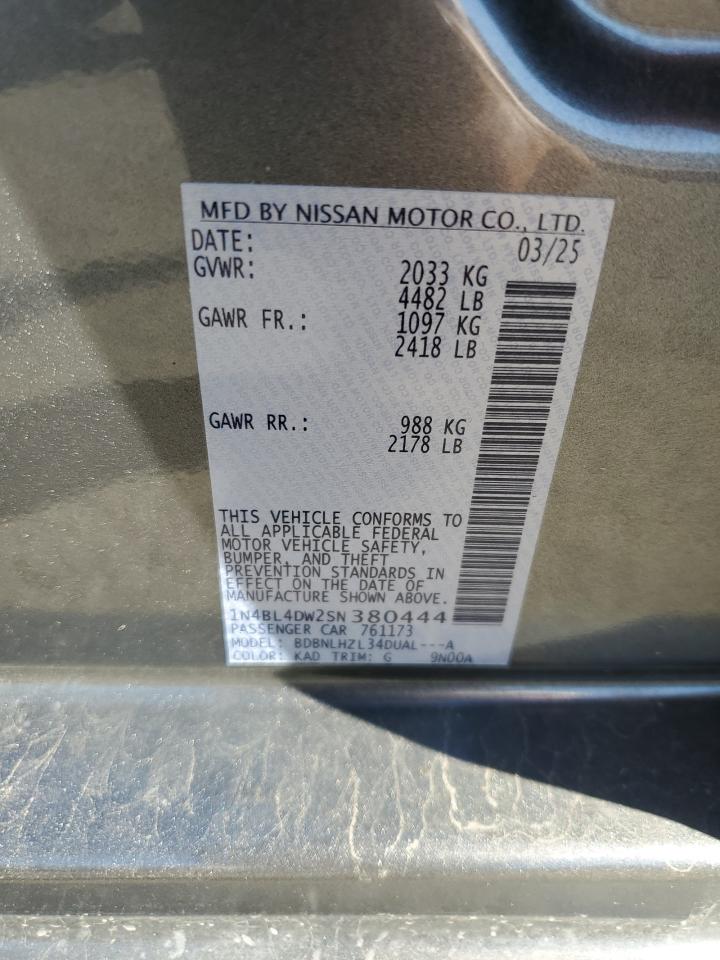 MFD BY NISSAN MOTOR CO., LTD.
DATE: 03/25
GVWR: 2033 KG
4482 LB
GAWR FR.: 1097 KG
2418 LB
GAWR RR.: 988 KG
2178 LB
THIS VEHICLE CONFORMS TO
ALL APPLICABLE FEDERAL
MOTOR VEHICLE SAFETY,
BUMPER, AND THEFT
PREVENTION STANDARDS IN
EFFECT ON THE DATE OF
MANUFACTURE SHOWN ABOVE.
1N4BL4DW2SN380444
PASSENGER CAR 761173
MODEL: BDBNLHZL34DUAL---A
COLOR: KAD TRIM: G 9N00A